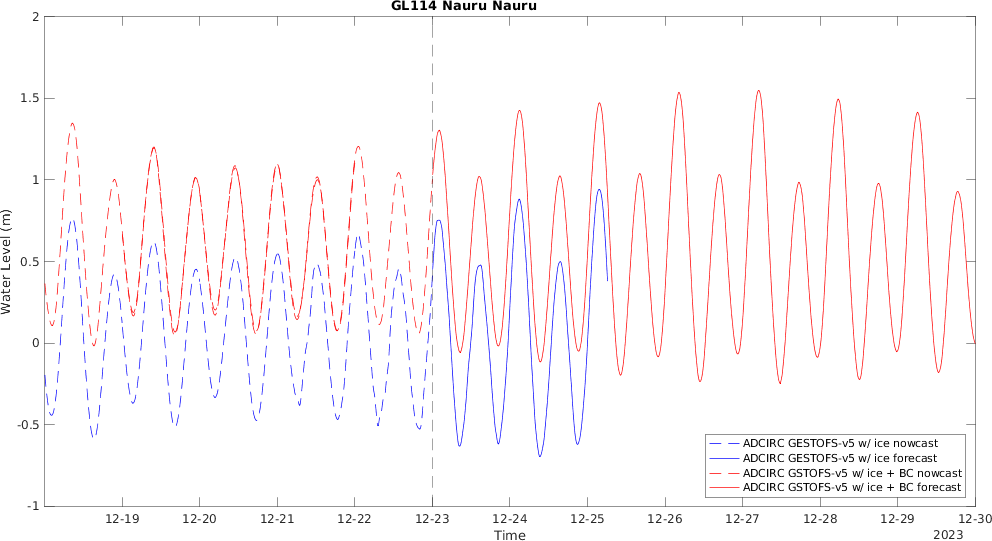 GL114 Nauru Nauru
2
1.5
1
0.5
0
-0.5
-1
Water Level (m)
ADCIRC GESTOFS-v5 w/ ice nowcast
ADCIRC GESTOFS-v5 w/ ice forecast
ADCIRC GSTOFS-v5 w/ ice + BC nowcast
ADCIRC GSTOFS-v5 w/ ice + BC forecast
12-19 12-20 12-21 12-22 12-23 12-24 12-25 12-26 12-27 12-28 12-29 12-30
Time
2023